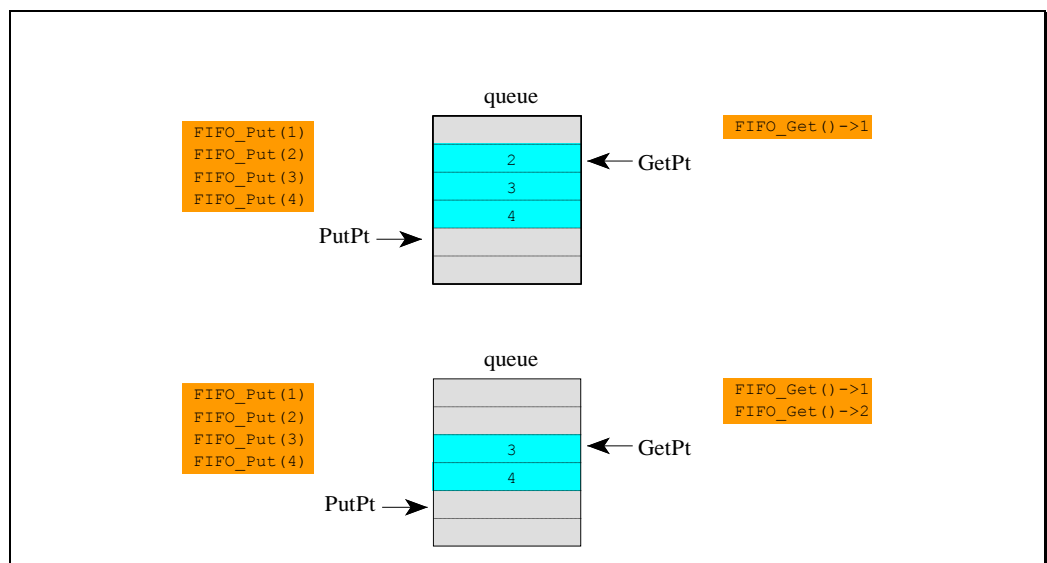 queue
FIFO_Put(1)
FIFO_Put(2)
FIFO_Put(3)
FIFO_Put(4)
2
3
4
PutPt
GetPt
FIFO_Get()->1
queue
FIFO_Put(1)
FIFO_Put(2)
FIFO_Put(3)
FIFO_Put(4)
3
4
PutPt
GetPt
FIFO_Get()->1
FIFO_Get()->2